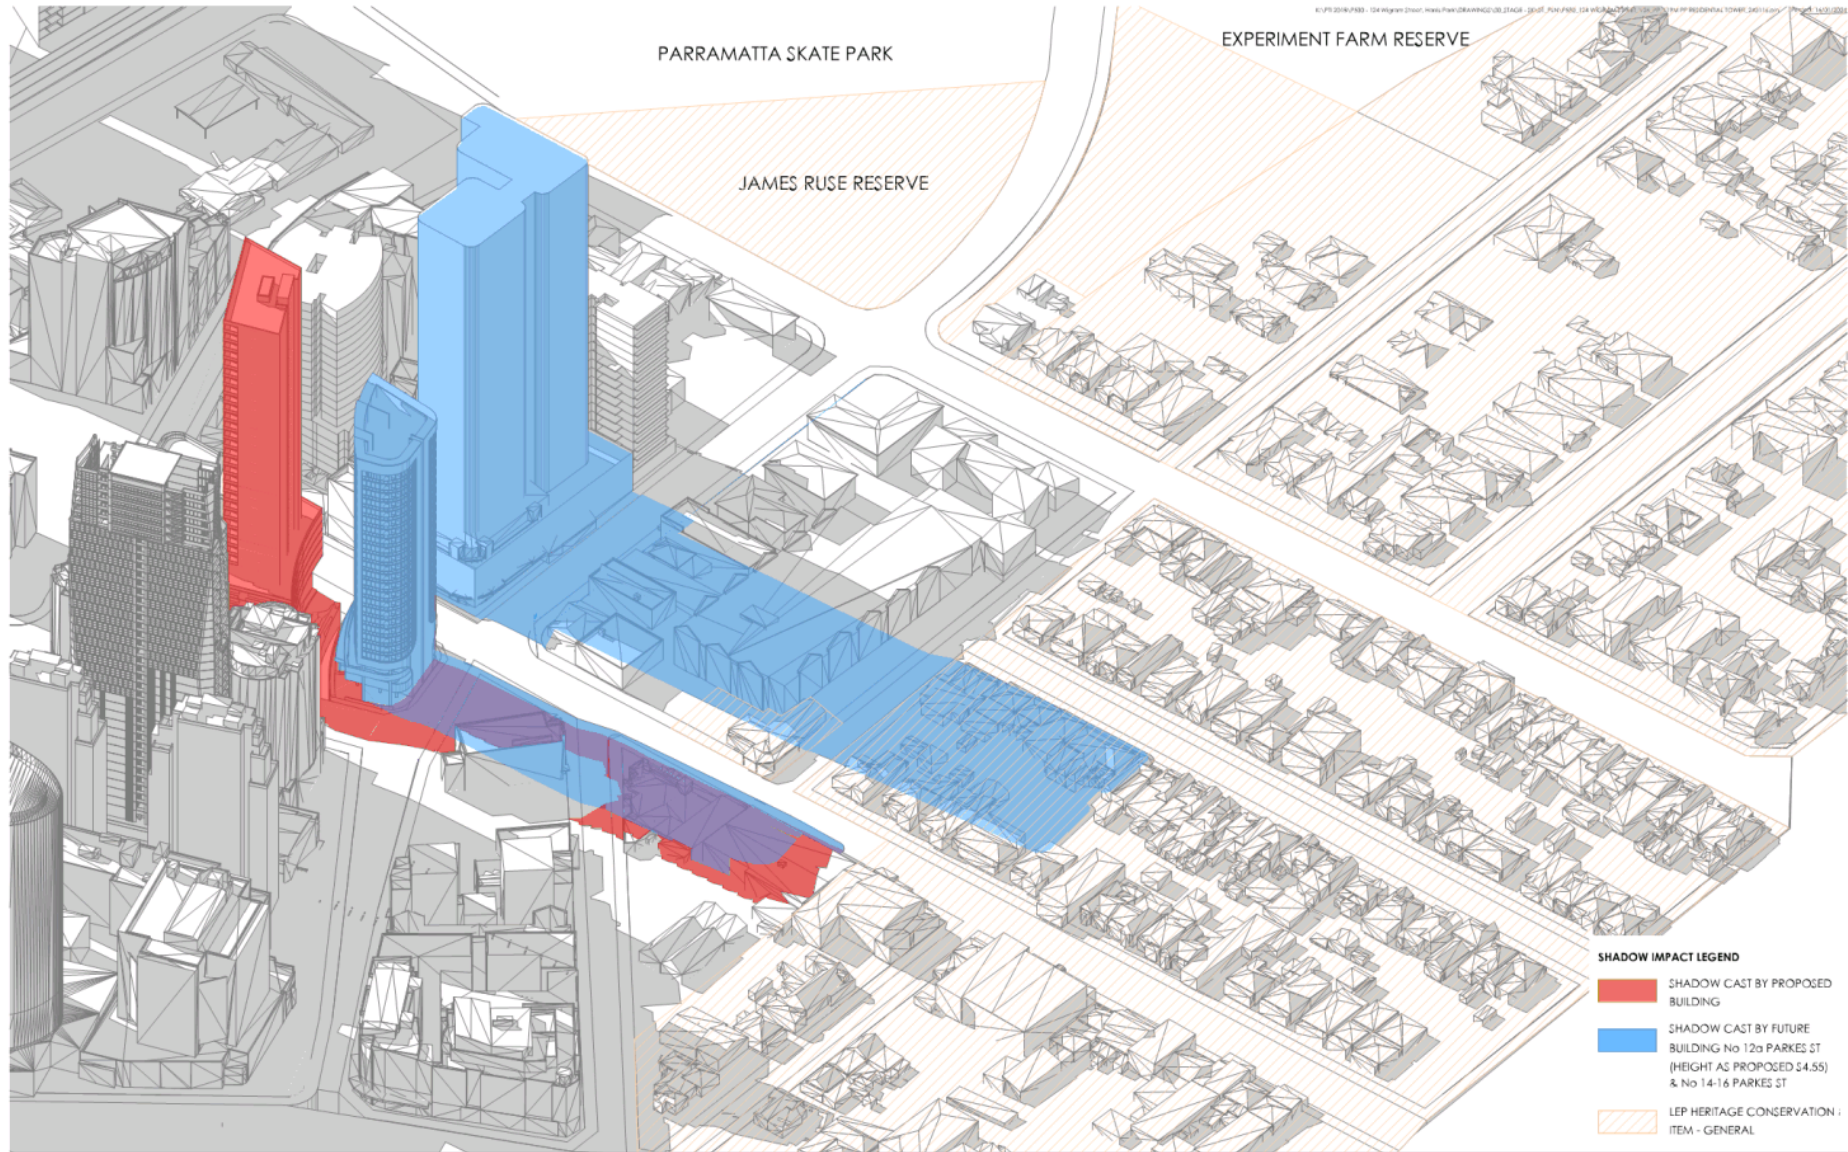 PARRAMATTA SKATE PARK
EXPERIMENT FARM RESERVE
JAMES RUSE RESERVE
SHADOW IMPACT LEGEND
SHADOW CAST BY PROPOSED
BUILDING
SHADOW CAST BY FUTURE
BUILDING No 12a PARKES ST
(HEIGHT AS PROPOSED S4.55)
& No 14-16 PARKES ST
LEP HERITAGE CONSERVATION
ITEM - GENERAL